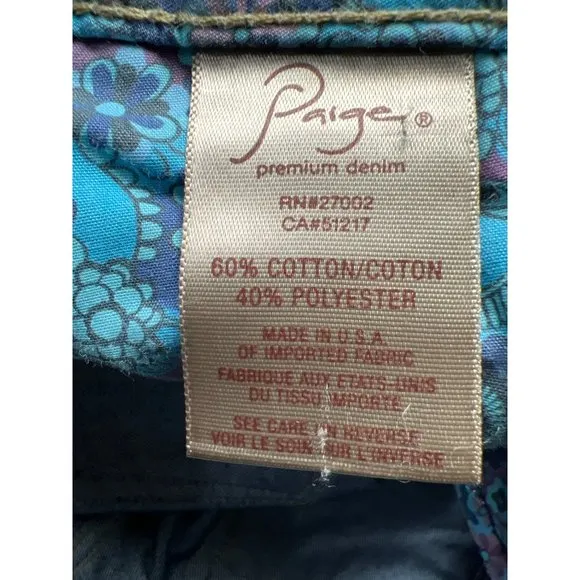 Paige®
premium denim
RN#27002
CA#51217
60% COTTON/COTON
40% POLYESTER
MADE IN U.S.A.
OF IMPORTED FABRIC
FABRIQUE AUX ETATS-UNIS
DU TISSU IMPORTE
SEE CARE ON REVERSE
VOIR LE SOIN SUR L'INVERSE